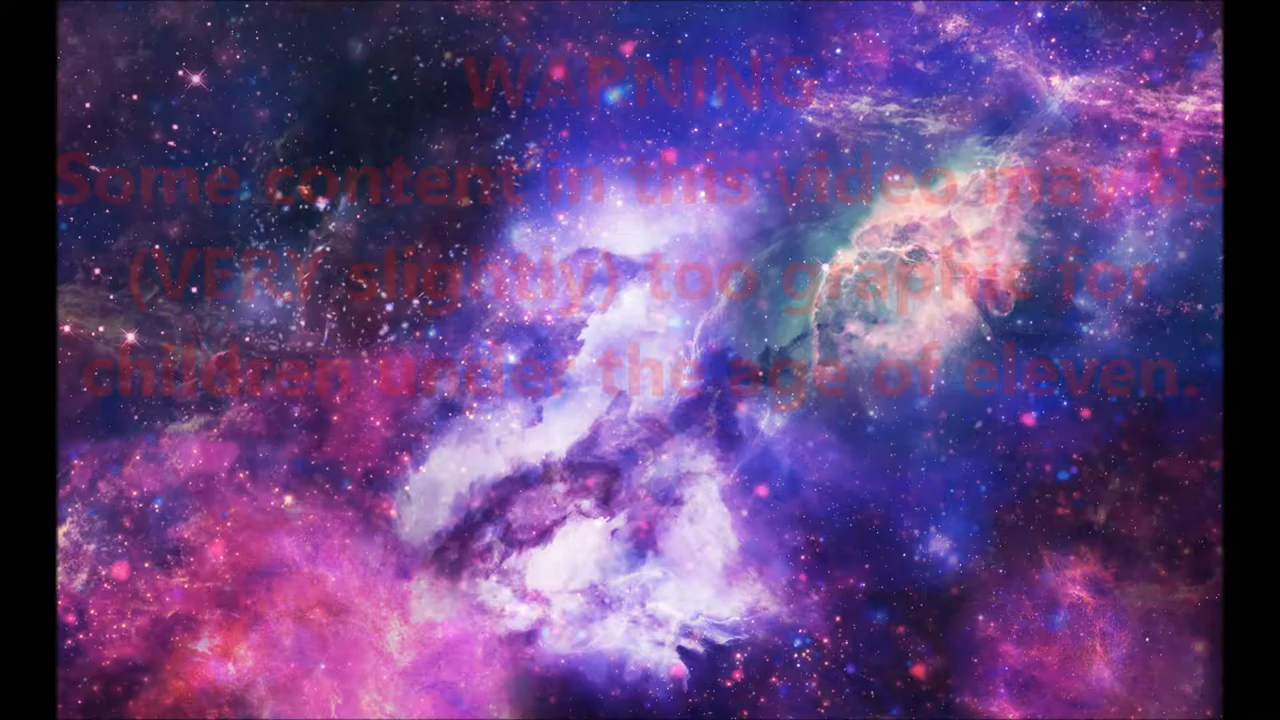 WARNING
Some content in this video may be
(VERY slightly) too graphic for
children under the age of eleven.